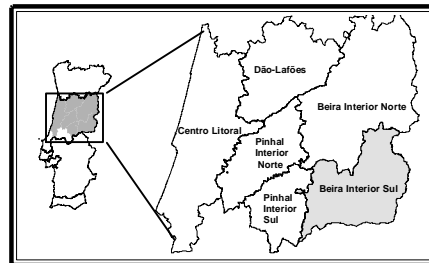 Dão-Lafões
Beira Interior Norte
Centro Litoral
Pinhal
Interior
Norte
Beira Interior Sul
Pinhal
Interior
Sul